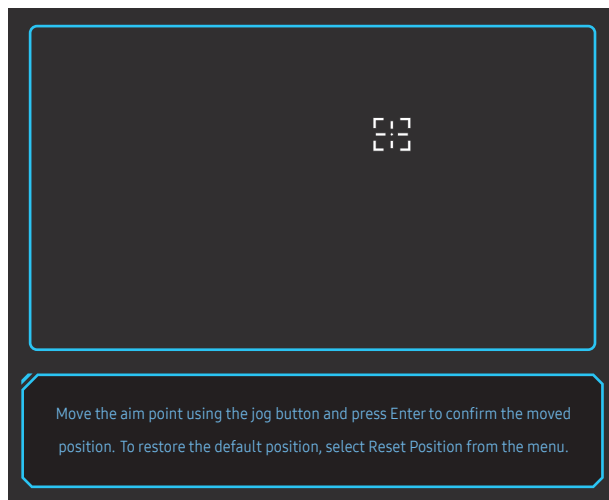 Move the aim point using the jog button and press Enter to confirm the moved
position. To restore the default position, select Reset Position from the menu.